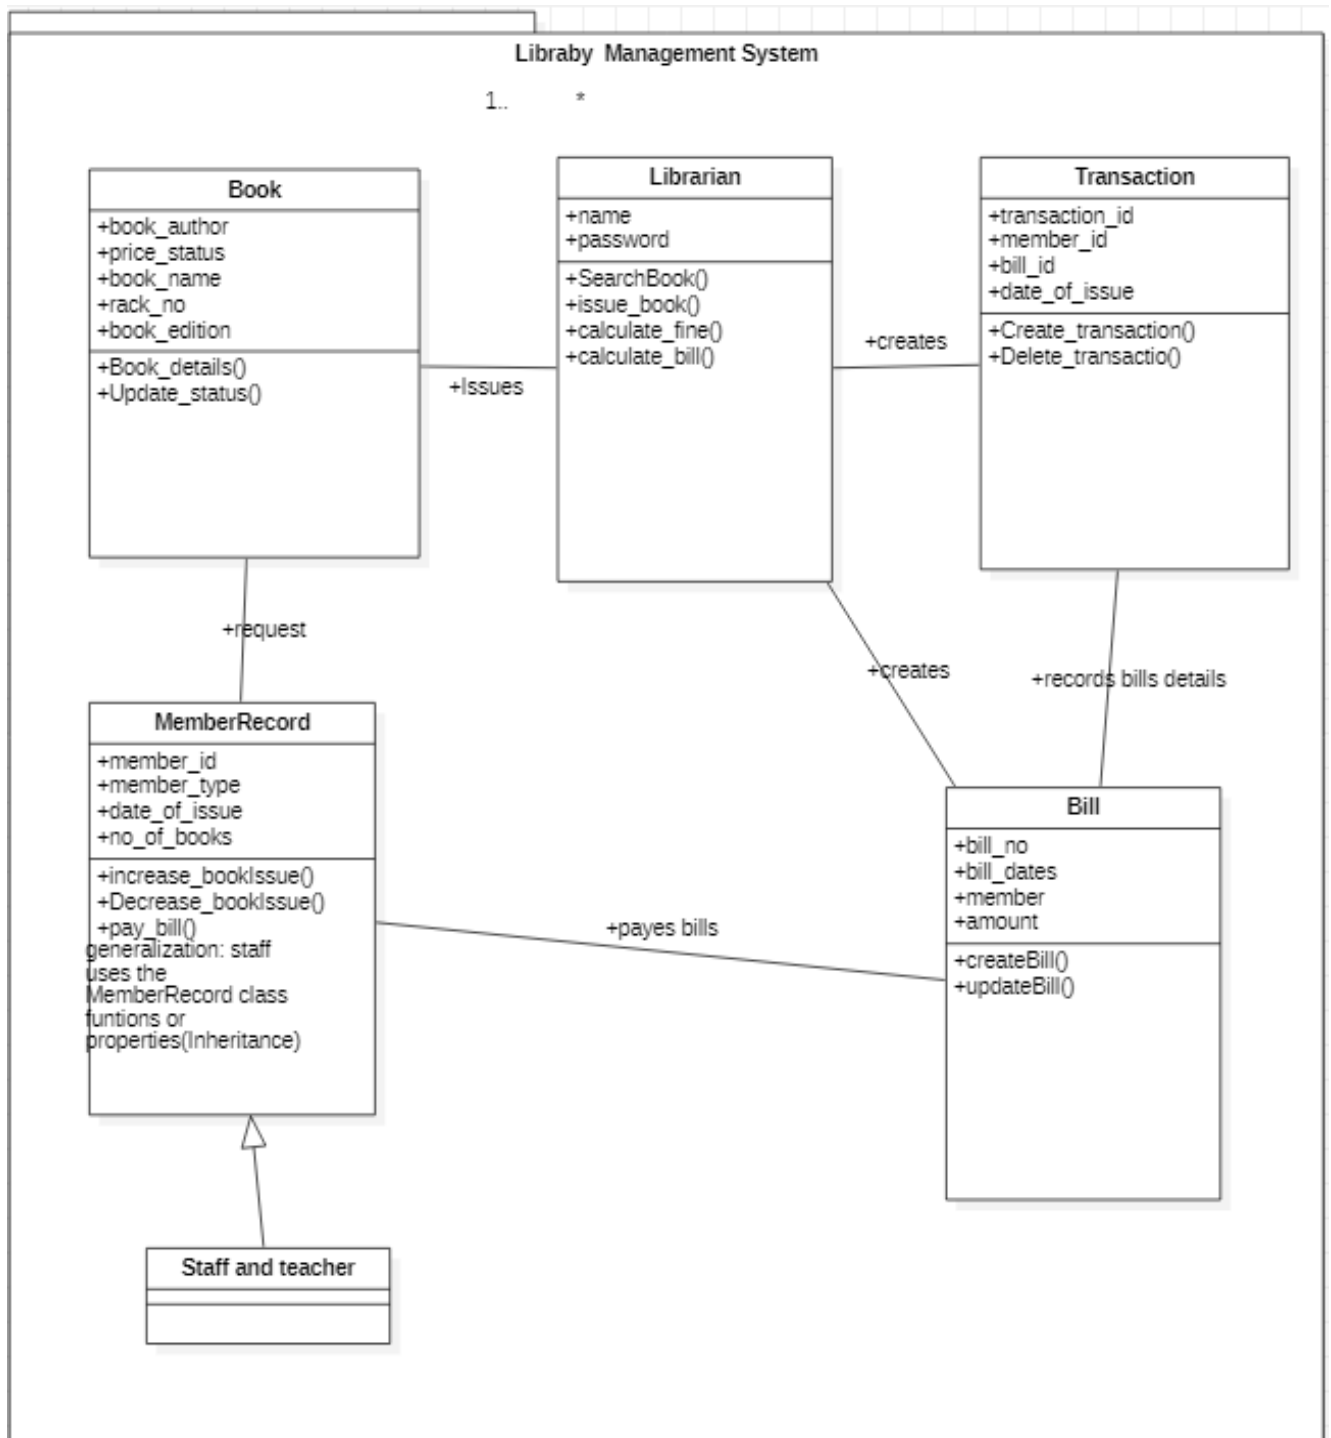 Libraby  Management System
1..   *
Book
+book_author
+price_status
+book_name
+rack_no
+book_edition
+Book_details()
+Update_status()
+Issues
Librarian
+name
+password
+SearchBook()
+issue_book()
+calculate_fine()
+calculate_bill()
+creates
Transaction
+transaction_id
+member_id
+bill_id
+date_of_issue
+Create_transaction()
+Delete_transactio()
+request
+creates
+records bills details
MemberRecord
+member_id
+member_type
+date_of_issue
+no_of_books
+increase_bookIssue()
+Decrease_bookIssue()
+pay_bill()
generalization: staff
uses the
MemberRecord class
funtions or
properties(Inheritance)
+payes bills
Bill
+bill_no
+bill_dates
+member
+amount
+createBill()
+updateBill()
Staff and teacher